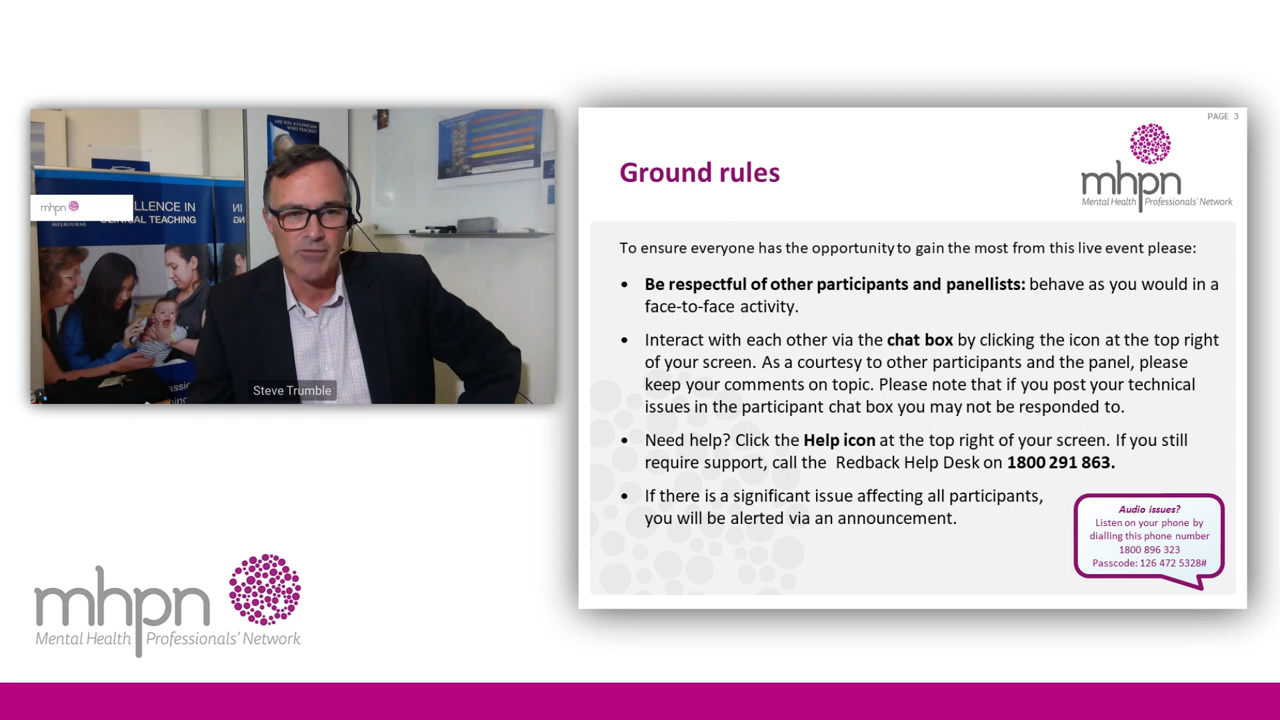 ARE YOU A CLINICIAN
WHO TEACHES?
mhpn
LLENCE IN
CLINICAL TEACHING
MELBOURNE
Steve Trumble
mhpn
Mental Health Professionals' Network
PAGE 3
Ground rules
mhpn
Mental Health Professionals' Network
To ensure everyone has the opportunity to gain the most from this live event please:
• Be respectful of other participants and panellists: behave as you would in a
face-to-face activity.
• Interact with each other via the chat box by clicking the icon at the top right
of your screen. As a courtesy to other participants and the panel, please
keep your comments on topic. Please note that if you post your technical
issues in the participant chat box you may not be responded to.
• Need help? Click the Help icon at the top right of your screen. If you still
require support, call the Redback Help Desk on 1800 291 863.
• If there is a significant issue affecting all participants,
you will be alerted via an announcement.
Audio issues?
Listen on your phone by
dialling this phone number
1800 896 323
Passcode: 126 472 5328#